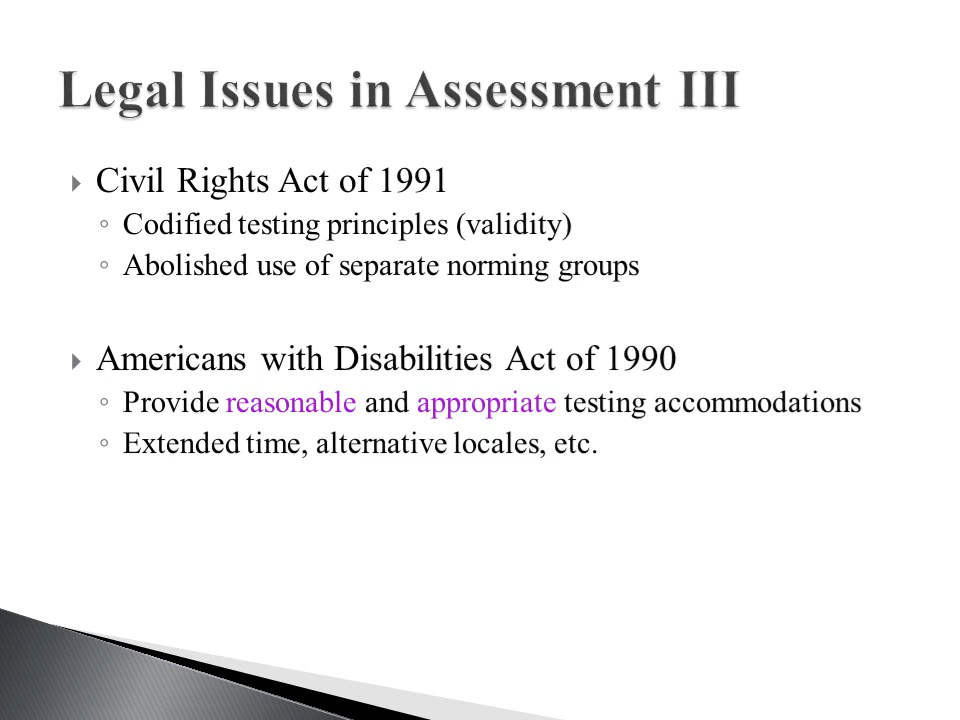 Legal Issues in Assessment III
Civil Rights Act of 1991
Codified testing principles (validity)
Abolished use of separate norming groups
Americans with Disabilities Act of 1990
Provide reasonable and appropriate testing accommodations
Extended time, alternative locales, etc.